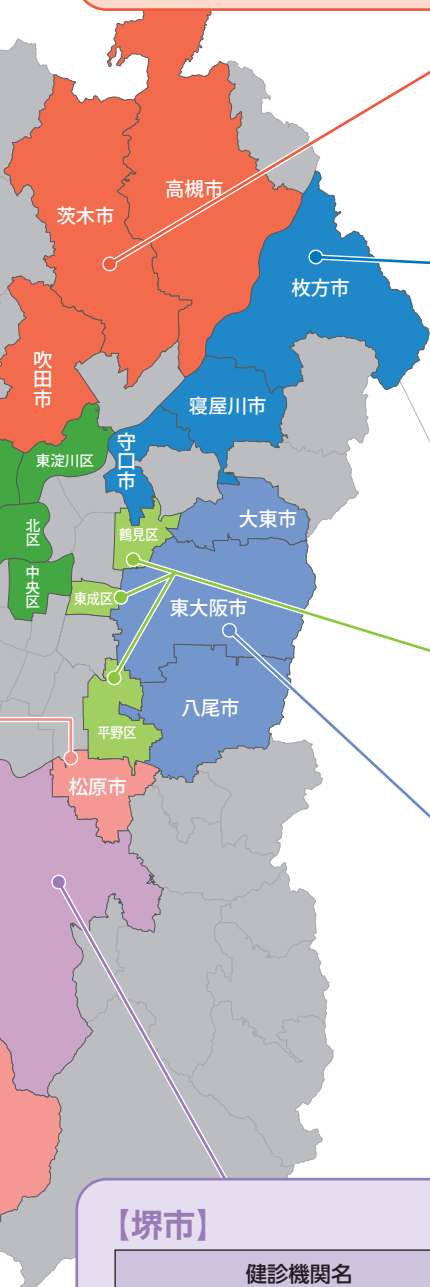 高槻市
茨木市
枚方市
吹田市
寝屋川市
守口市
東淀川区
大東市
北区
鶴見区
中央区
東成区
東大阪市
八尾市
平野区
松原市
【堺市】
健診機関名